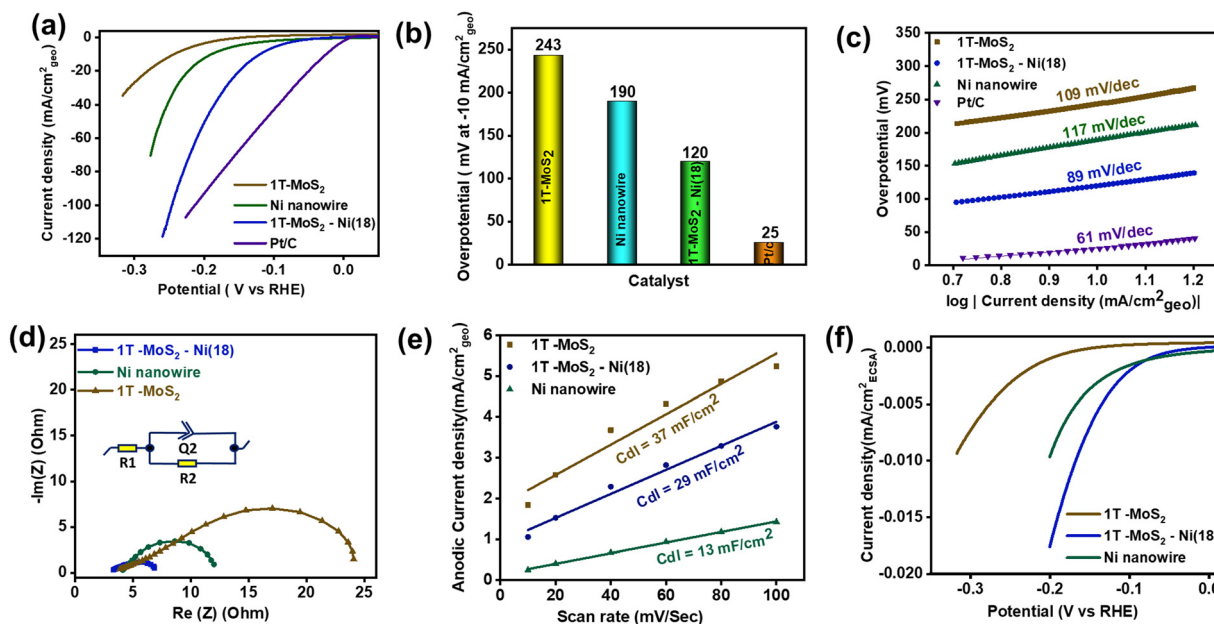 (a)
Current density (mA/cm²geo)
0
-20
-40
-60
-80
-100
-120
1T-MoS₂
Ni nanowire
1T-MoS₂ - Ni(18)
Pt/C
-0.3
-0.2
-0.1
0.0
Potential ( V vs RHE)
(b)
Overpotential ( mV at -10 mA/cm²geo)
250
200
150
100
50
0
243
190
120
25
1T-MoS₂
Ni nanowire
1T-MoS₂ - Ni(18)
Pt/c
Catalyst
(c)
Overpotential (mV)
350
300
250
200
150
100
50
0
1T-MoS₂
1T-MoS₂ - Ni(18)
Ni nanowire
Pt/C
109 mV/dec
117 mV/dec
89 mV/dec
61 mV/dec
0.7
0.8
0.9
1.0
1.1
1.2
log | Current density (mA/cm²geo)|
(d)
-Im(Z) (Ohm)
25
20
15
10
5
0
1T -MoS₂ - Ni(18)
Ni nanowire
1T -MoS₂
R1
Q2
R2
0
5
10
15
20
25
Re (Z) (Ohm)
(e)
Anodic Current density(mA/cm²geo)
6
5
4
3
2
1
0
1T -MoS₂
1T -MoS₂ - Ni(18)
Ni nanowire
Cdl = 37 mF/cm²
Cdl = 29 mF/cm²
Cdl = 13 mF/cm²
20
40
60
80
100
Scan rate (mV/Sec)
(f)
Current density(mA/cm²ECSA)
0.000
-0.005
-0.010
-0.015
-0.020
1T -MoS₂
1T -MoS₂ - Ni(18)
Ni nanowire
-0.3
-0.2
-0.1
0.0
Potential (V vs RHE)